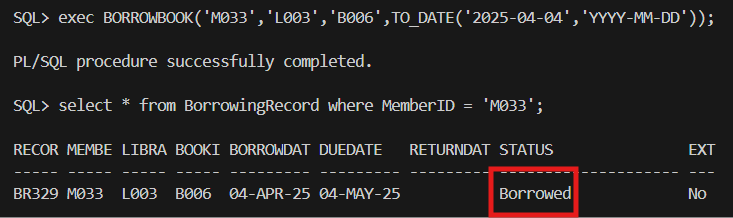 SQL> exec BORROWBOOK('M033','L003','B006',TO_DATE('2025-04-04','YYYY-MM-DD'));
PL/SQL procedure successfully completed.
SQL> select * from BorrowingRecord where MemberID = 'M033';
RECOR MEMBE LIBRA BOOKI BORROWDAT DUEDATE   RETURNDAT STATUS               EXT
----- ----- ----- ----- --------- --------- --------- -------------------- ---
BR329 M033  L003  B006  04-APR-25 04-MAY-25           Borrowed             No